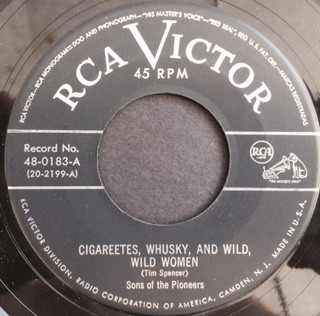 RCA VICTOR-RCA MONOGRAM-DOG AND PHONOGRAPH-"HIS MASTER'S VOICE"-"RED SEAL", REG. U.S. PAT. OFF.-MARCAS REGISTRADAS
RCA VICTOR
45 RPM
Record No.
48-0183-A
(20-2199-A)
RCA
"HIS MASTER'S VOICE"
CIGAREETES, WHUSKY, AND WILD,
WILD WOMEN
(Tim Spencer)
Sons of the Pioneers
RCA VICTOR DIVISION, RADIO CORPORATION OF AMERICA, CAMDEN, N. J. MADE IN U.S.A.